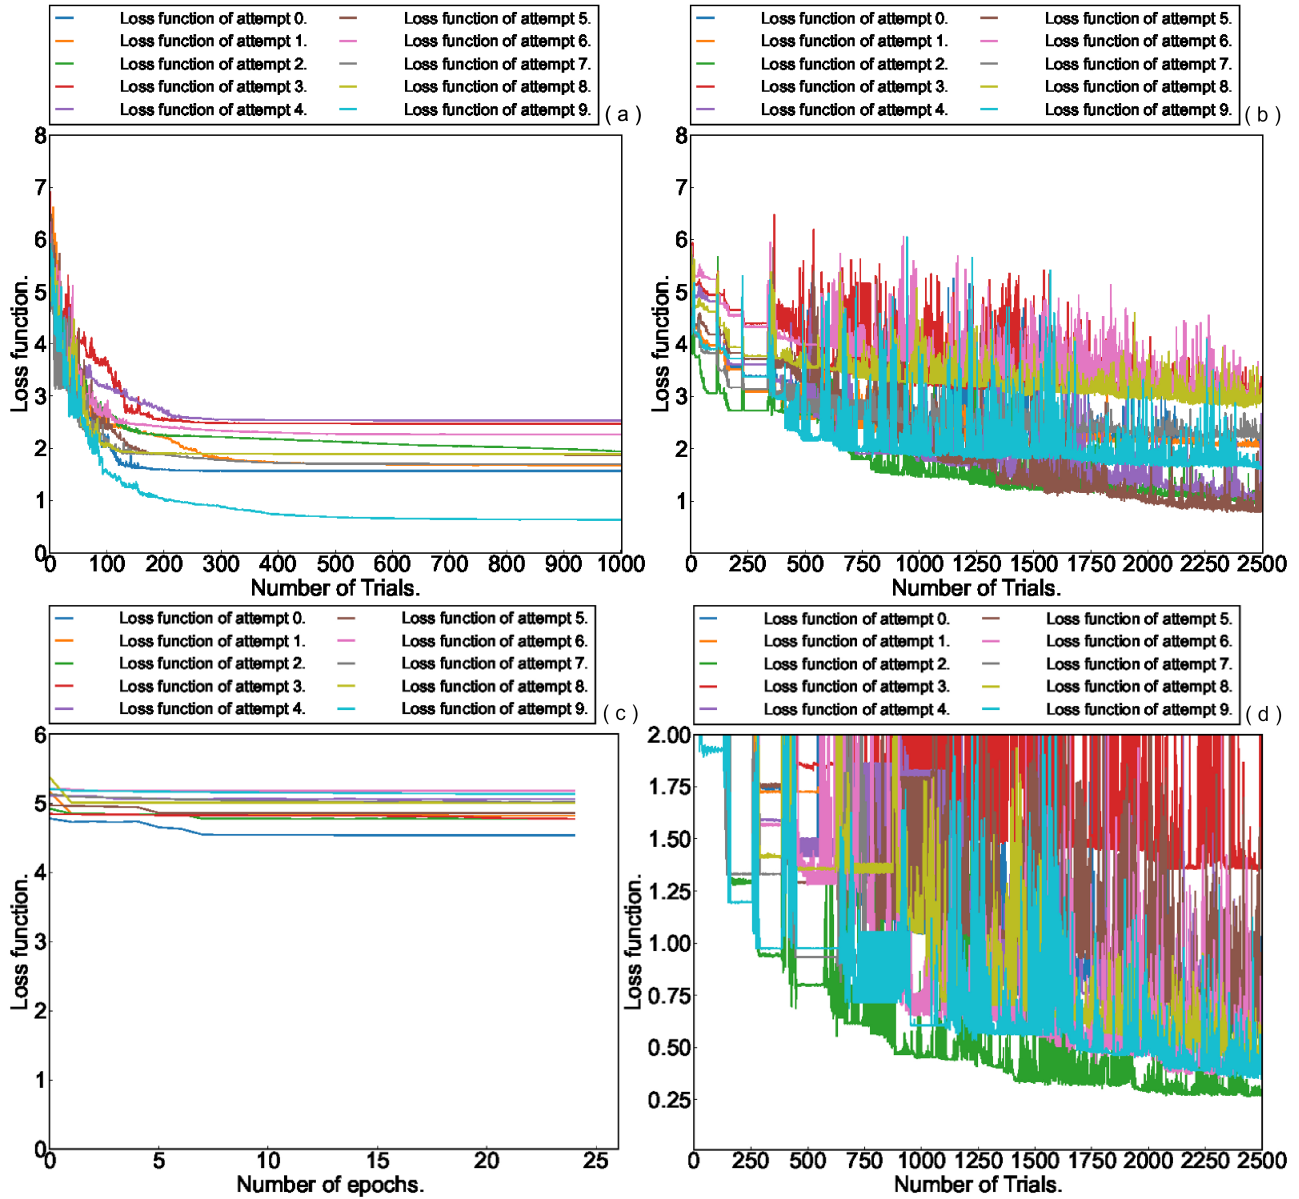 Loss function of attempt 0. Loss function of attempt 5.
Loss function of attempt 1. Loss function of attempt 6.
Loss function of attempt 2. Loss function of attempt 7.
Loss function of attempt 3. Loss function of attempt 8.
Loss function of attempt 4. Loss function of attempt 9.
( a )
8
7
6
5
4
3
2
1
0
Loss function.
0 100 200 300 400 500 600 700 800 900 1000
Number of Trials.
Loss function of attempt 0. Loss function of attempt 5.
Loss function of attempt 1. Loss function of attempt 6.
Loss function of attempt 2. Loss function of attempt 7.
Loss function of attempt 3. Loss function of attempt 8.
Loss function of attempt 4. Loss function of attempt 9.
( b )
8
7
6
5
4
3
2
1
Loss function.
0 250 500 750 1000 1250 1500 1750 2000 2250 2500
Number of Trials.
Loss function of attempt 0. Loss function of attempt 5.
Loss function of attempt 1. Loss function of attempt 6.
Loss function of attempt 2. Loss function of attempt 7.
Loss function of attempt 3. Loss function of attempt 8.
Loss function of attempt 4. Loss function of attempt 9.
( c )
6
5
4
3
2
1
0
Loss function.
0 5 10 15 20 25
Number of epochs.
Loss function of attempt 0. Loss function of attempt 5.
Loss function of attempt 1. Loss function of attempt 6.
Loss function of attempt 2. Loss function of attempt 7.
Loss function of attempt 3. Loss function of attempt 8.
Loss function of attempt 4. Loss function of attempt 9.
( d )
2.00
1.75
1.50
1.25
1.00
0.75
0.50
0.25
Loss function.
0 250 500 750 1000 1250 1500 1750 2000 2250 2500
Number of Trials.